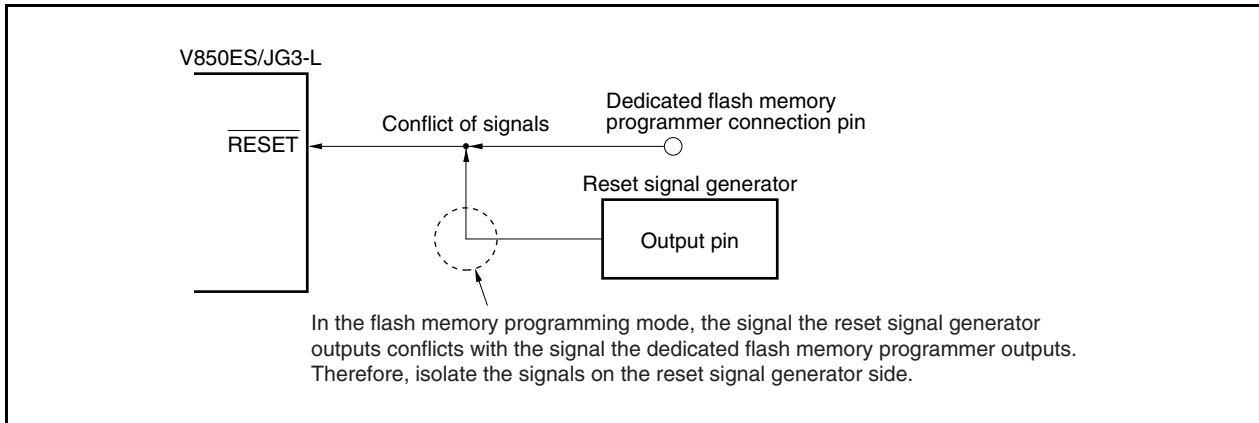 V850ES/JG3-L
RESET
Conflict of signals
Dedicated flash memory
programmer connection pin
Reset signal generator
Output pin
In the flash memory programming mode, the signal the reset signal generator
outputs conflicts with the signal the dedicated flash memory programmer outputs.
Therefore, isolate the signals on the reset signal generator side.